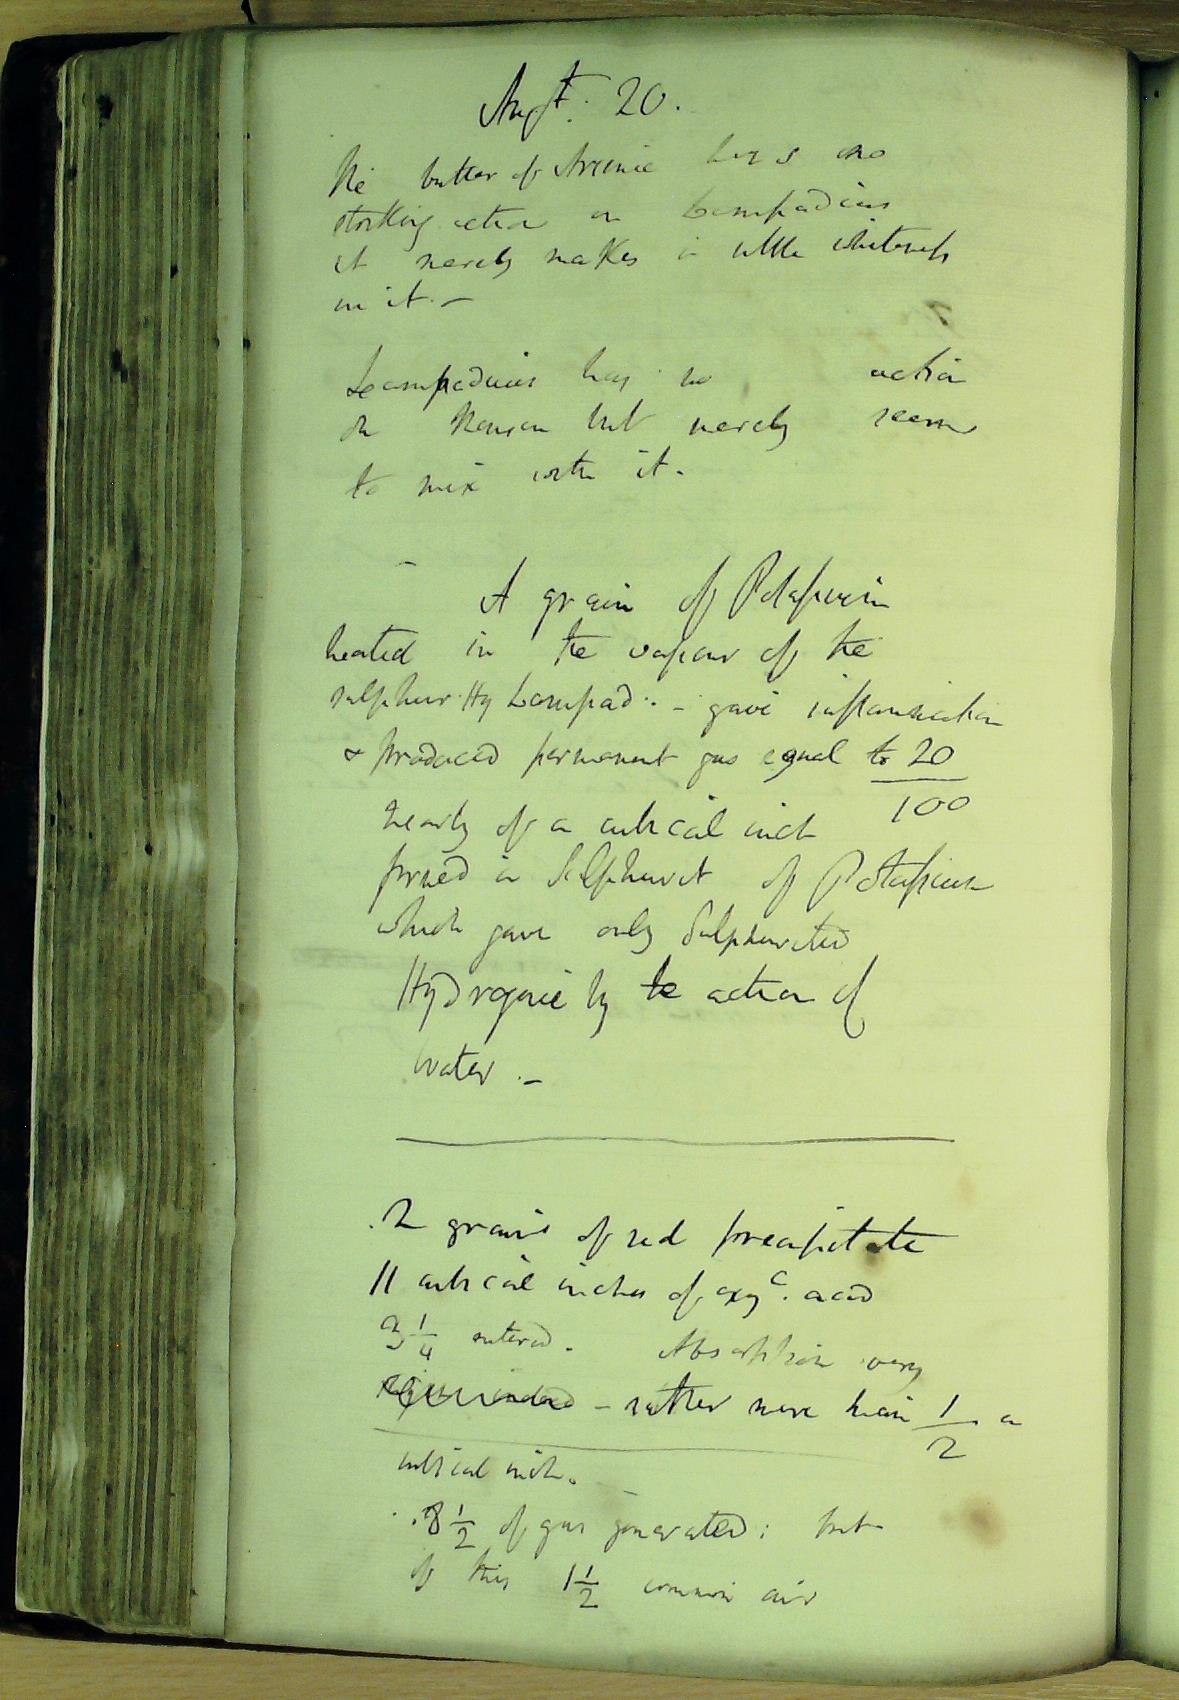 Augt. 20.
The butter of Arsenic has no
striking action on Lampadius
it merely makes a little whiteness
in it. –
Lampadius has no action
on but merely seems
to mix with it.
A grain of Potassium
heated in the vapour of the
sulphur. Hy Lampad: - gave inflammation
& produced permanent gas equal to 20/100
nearly of a cubical inch
formed a Sulphuret of Potassium
which gave only Sulphureted
Hydrogene by the action of
water. –
.2 grains of red precipitate
11 cubical inches of oxyc. acid
3 1/4 entered. Absorption very
- rather more than 1/2 a
cubical inch.
.8 1/2 of gas generated: but
of this 1 1/2 common air